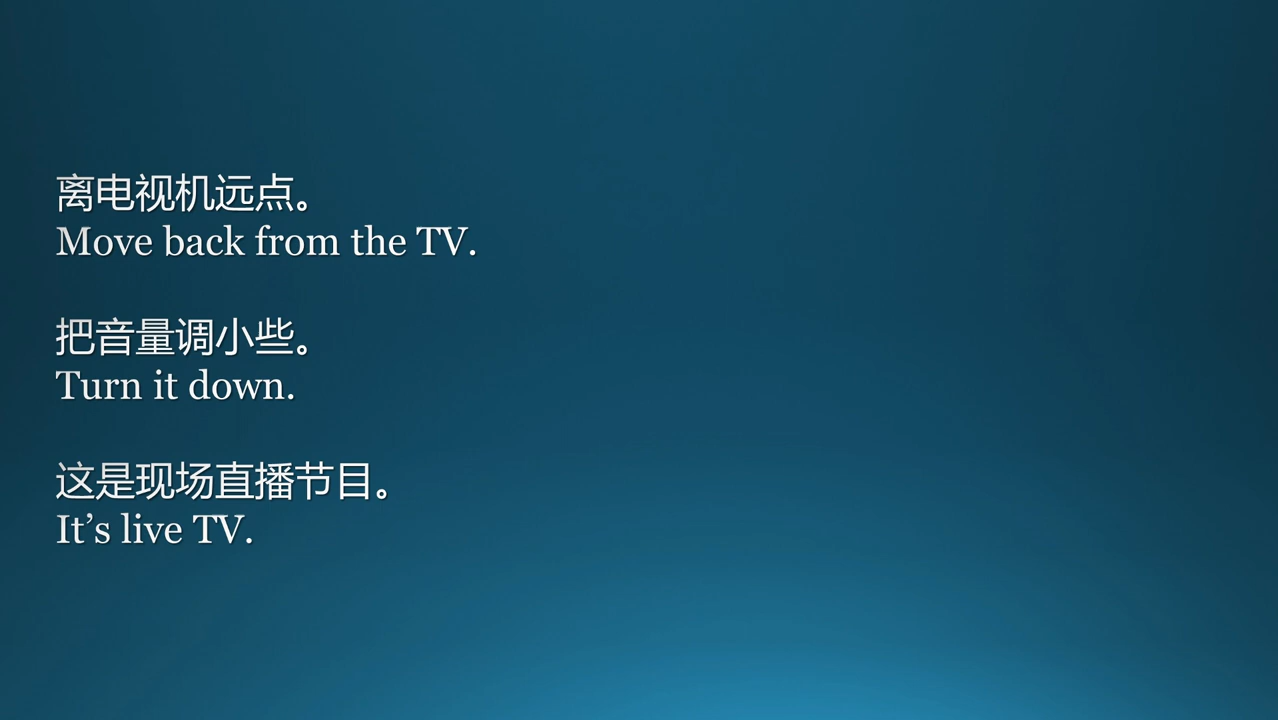 离电视机远点。
Move back from the TV.
把音量调小些。
Turn it down.
这是现场直播节目。
It’s live TV.